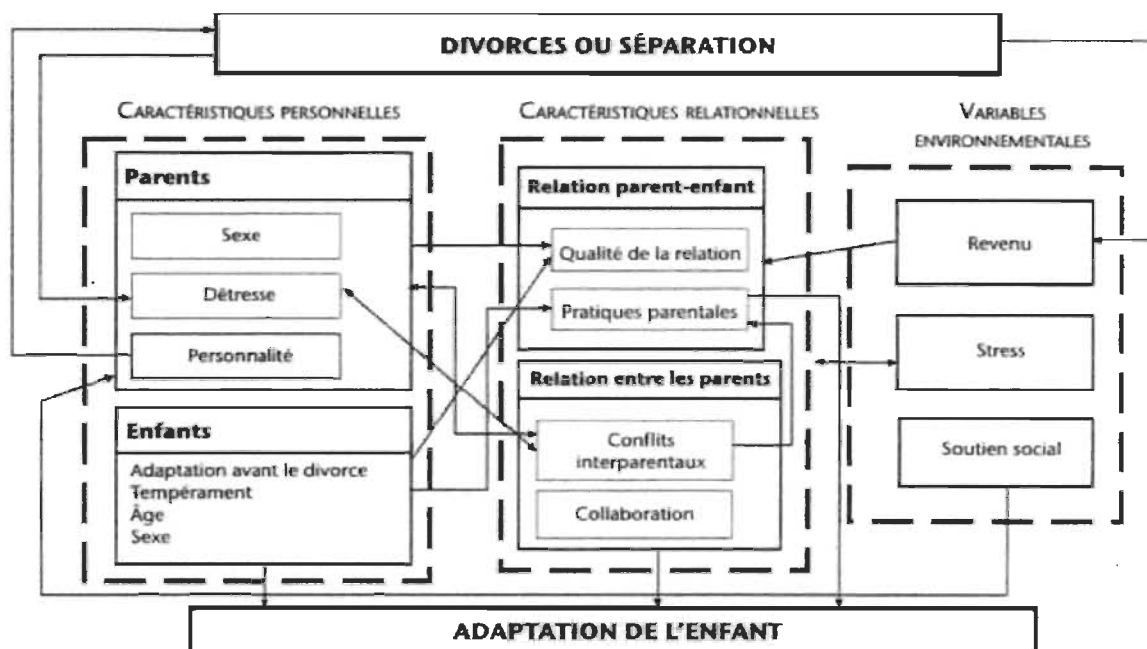 DIVORCES OU SÉPARATION
CARACTÉRISTIQUES PERSONNELLES
CARACTÉRISTIQUES RELATIONNELLES
VARIABLES
ENVIRONNEMENTALES
Parents
Sexe
Détresse
Personnalité
Enfants
Adaptation avant le divorce
Tempérament
Âge
Sexe
Relation parent-enfant
Qualité de la relation
Pratiques parentales
Relation entre les parents
Conflits
interparentaux
Collaboration
Revenu
Stress
Soutien social
ADAPTATION DE L'ENFANT